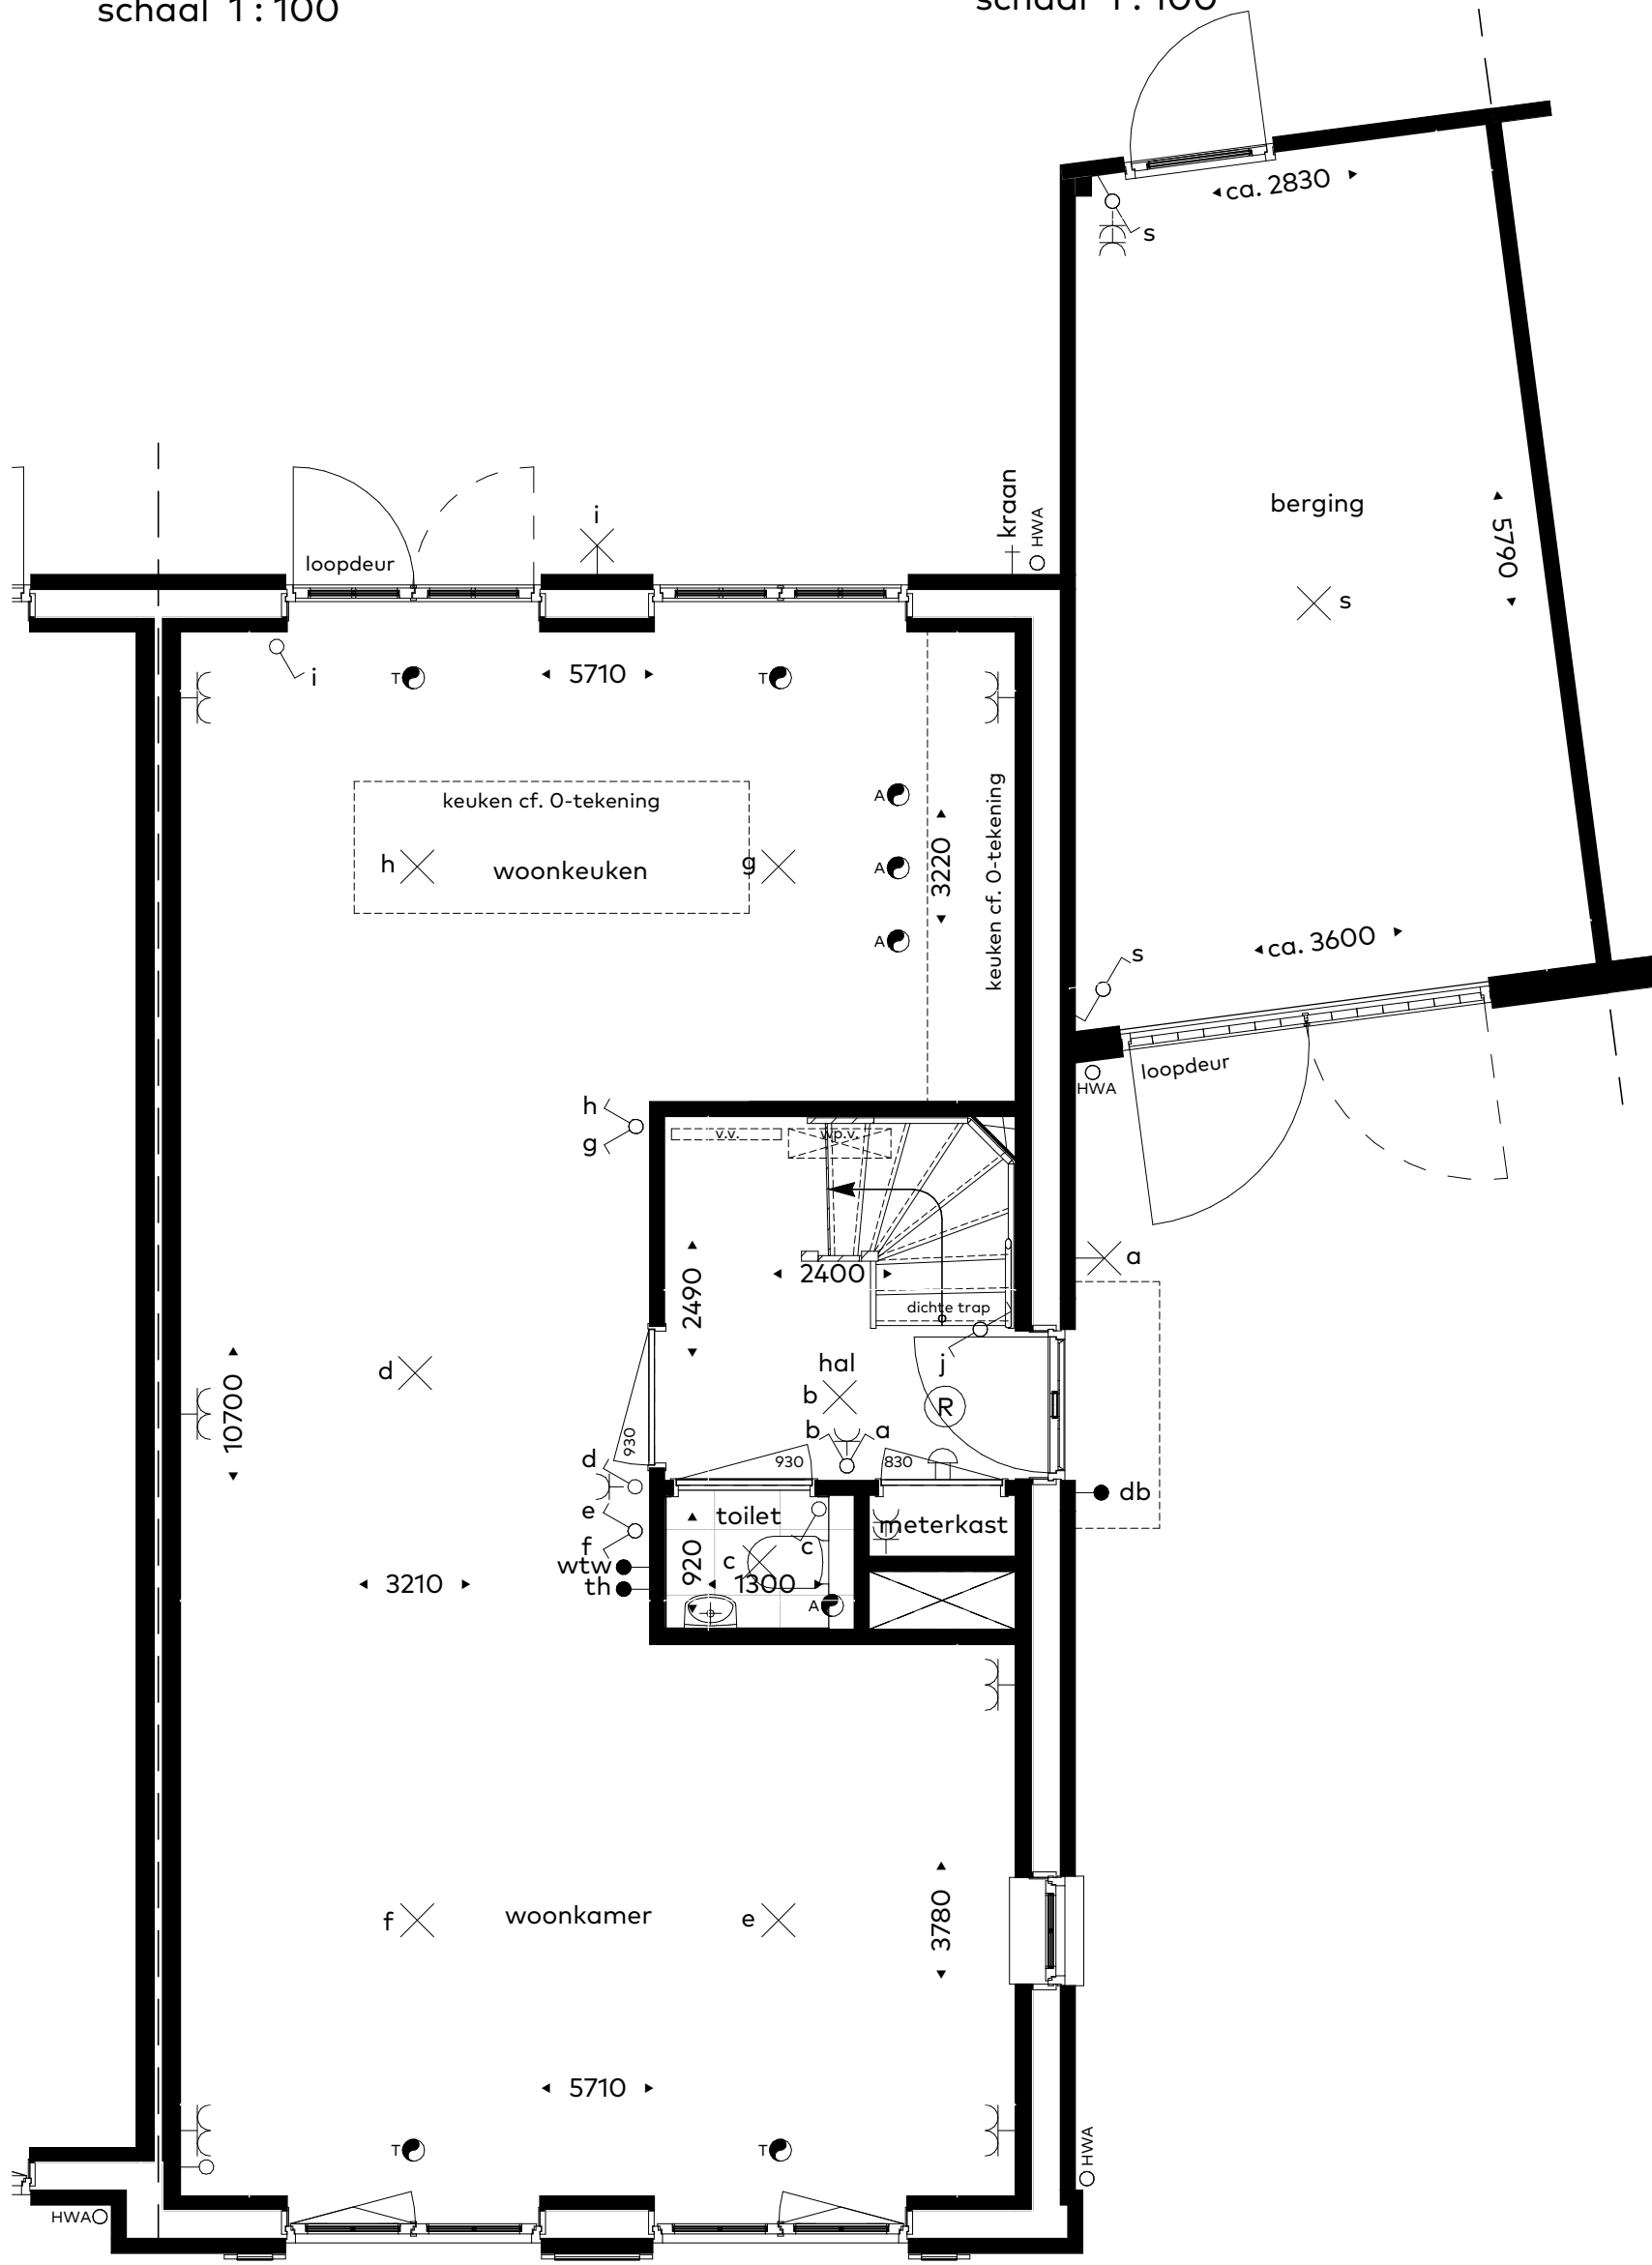 schaal 1 : 100
schaal 1 : 100
ca. 2830
s
berging
5790
s
kraan
HWA
i
loopdeur
i
T
5710
T
keuken cf. 0-tekening
h
woonkeuken
g
A
A
A
3220
keuken cf. 0-tekening
ca. 3600
s
loopdeur
HWA
h
g
v.v.
wp.v.
2490
2400
dichte trap
a
j
hal
b
R
b
a
d
10700
930
930
830
d
e
f
wtw
th
toilet
c
c
920
1300
A
meterkast
db
3210
f
woonkamer
e
3780
5710
T
T
HWA
HWA